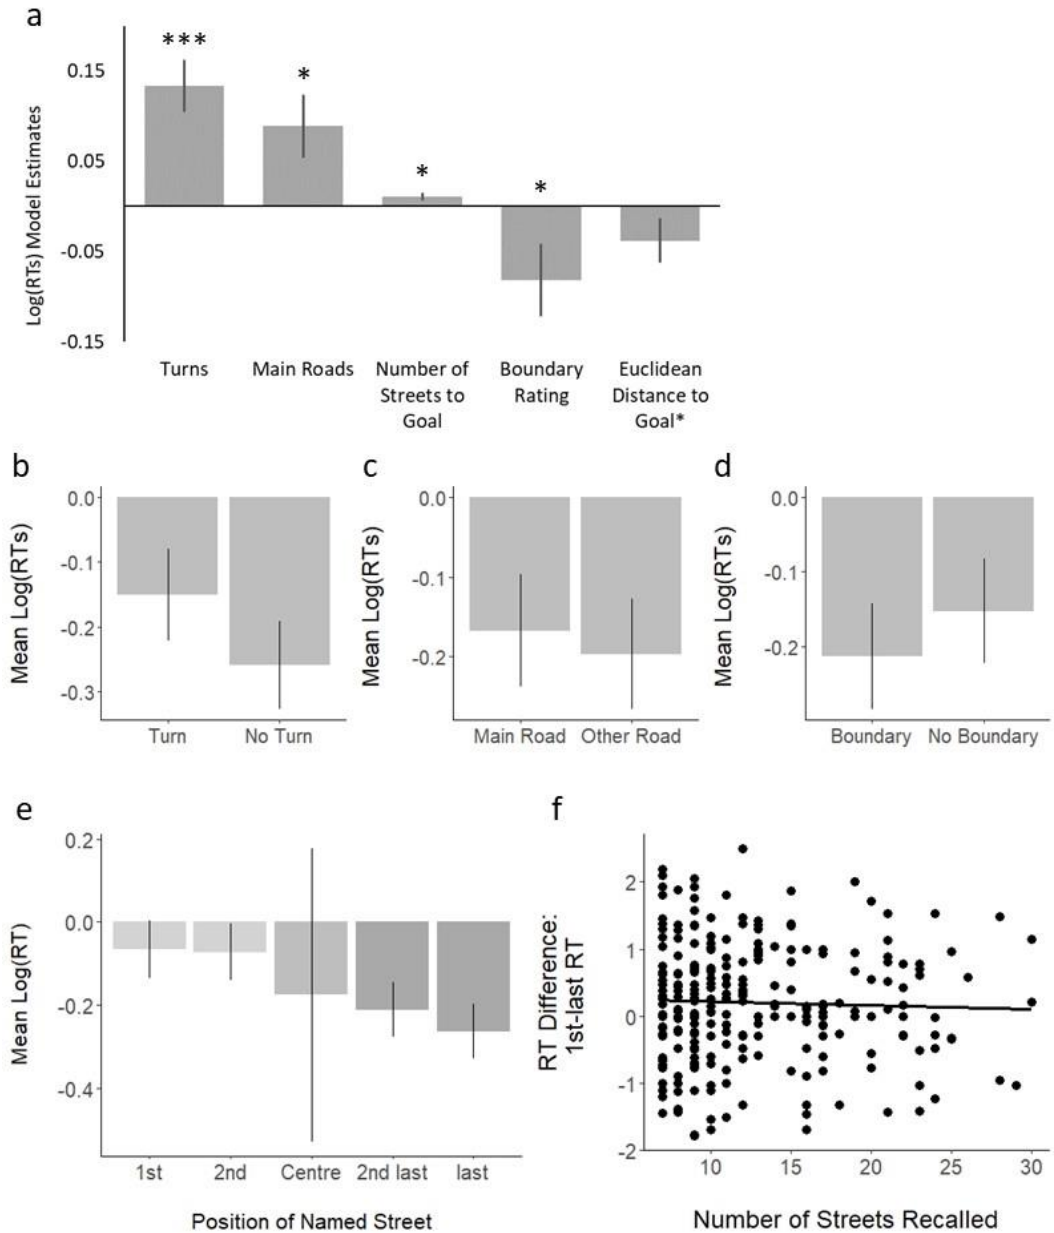 a
Log(RTs) Model Estimates
0.15
0.05
-0.05
-0.15
***
*
*
*
Turns
Main Roads
Number of
Streets to
Goal
Boundary
Rating
Euclidean
Distance to
Goal*
b
Mean Log(RTs)
0.0
-0.1
-0.2
-0.3
Turn
No Turn
c
Mean Log(RTs)
0.0
-0.1
-0.2
Main Road
Other Road
d
Mean Log(RTs)
0.0
-0.1
-0.2
Boundary
No Boundary
e
Mean Log(RT)
0.2
0.0
-0.2
-0.4
1st
2nd
Centre
2nd last
last
Position of Named Street
f
RT Difference:
1st-last RT
2
1
0
-1
-2
10
15
20
25
30
Number of Streets Recalled